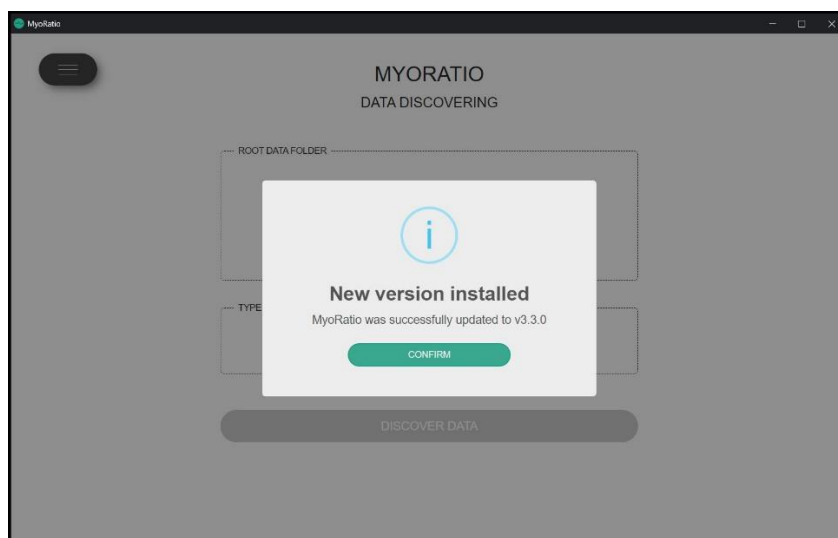 MyoRatio
MYORATIO
DATA DISCOVERING
ROOT DATA FOLDER
i
New version installed
TYPE
MyoRatio was successfully updated to v3.3.0
CONFIRM
DISCOVER DATA